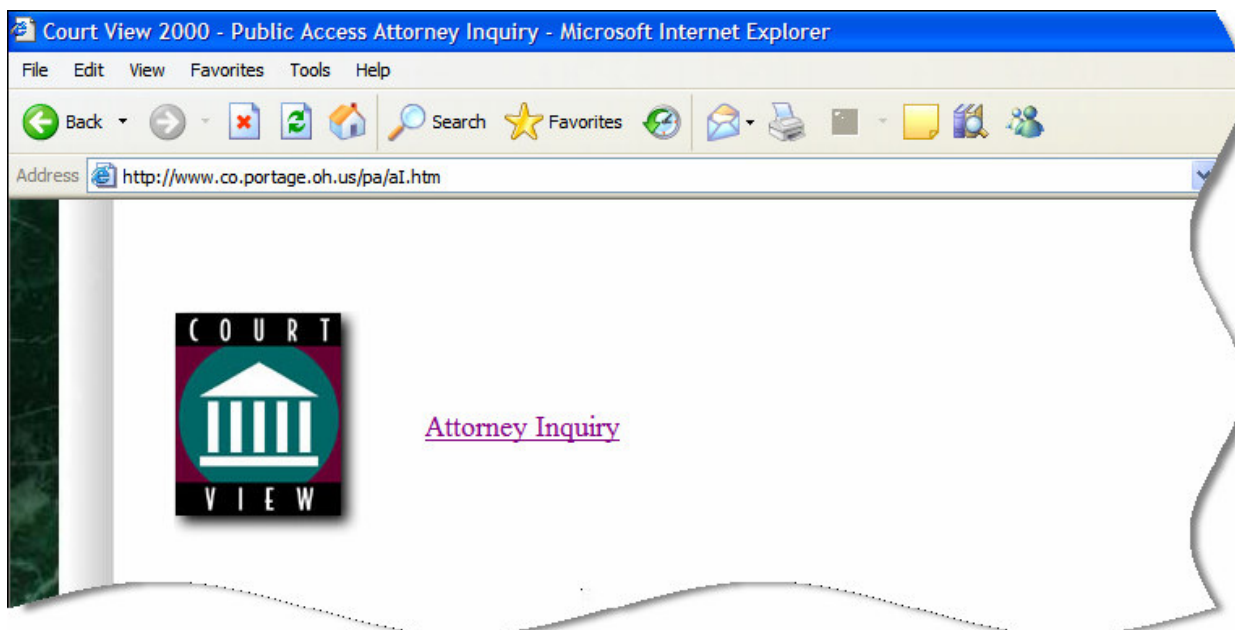 Court View 2000 - Public Access Attorney Inquiry - Microsoft Internet Explorer
File Edit View Favorites Tools Help
Back Search Favorites
Address http://www.co.portage.oh.us/pa/aI.htm
COURT
Attorney Inquiry
VIEW